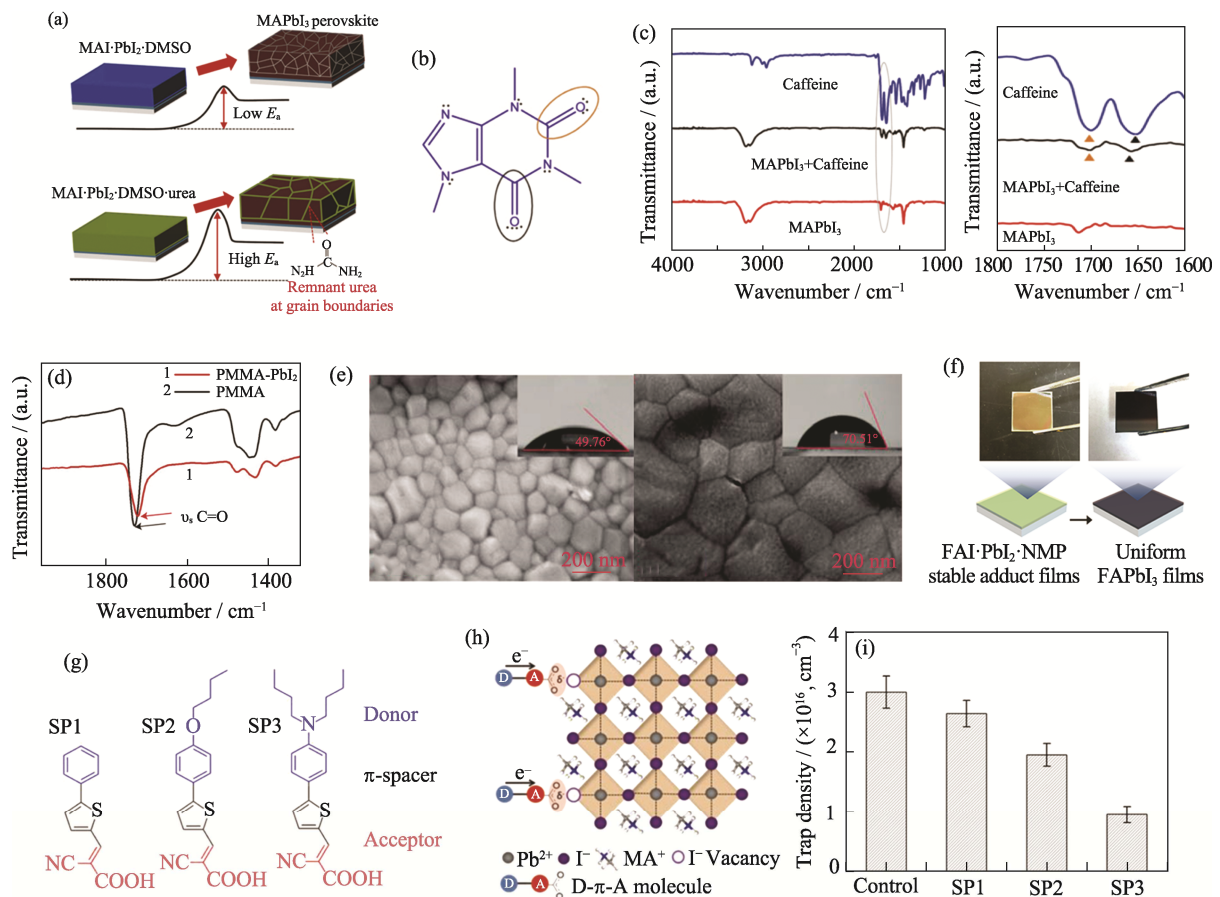 (a)
MAPbI₃ perovskite
MAI·PbI₂·DMSO
Low Eₐ
MAI·PbI₂·DMSO·urea
High Eₐ
O
C
N₂H
NH₂
Remnant urea
at grain boundaries
(b)
N
N
O
N
N
O
(c)
Transmittance / (a.u.)
Caffeine
MAPbI₃+Caffeine
MAPbI₃
4000 3000 2000 1000
Wavenumber / cm⁻¹
Transmittance / (a.u.)
Caffeine
MAPbI₃+Caffeine
MAPbI₃
1800 1750 1700 1650 1600
Wavenumber / cm⁻¹
(d)
1 PMMA-PbI₂
2 PMMA
Transmittance / (a.u.)
2
1
υₛ C=O
1800 1600 1400
Wavenumber / cm⁻¹
(e)
49.76°
200 nm
70.51°
200 nm
(f)
FAI·PbI₂·NMP
stable adduct films
Uniform
FAPbI₃ films
(g)
SP1
SP2
SP3
O
N
Donor
π-spacer
S
S
S
Acceptor
NC
COOH
NC
COOH
NC
COOH
(h)
e⁻
D
A
δ
e⁻
D
A
δ
Pb²⁺ I⁻ MA⁺ I⁻ Vacancy
D A D-π-A molecule
(i)
Trap density / (×10¹⁶, cm⁻³)
4
3
2
1
0
Control SP1 SP2 SP3